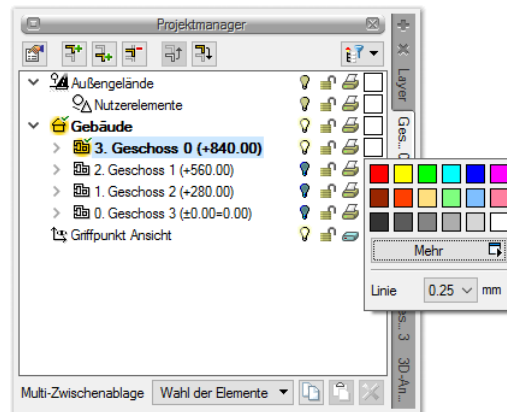 Projektmanager
Außengelände
Nutzerelemente
Gebäude
3. Geschoss 0 (+840.00)
2. Geschoss 1 (+560.00)
1. Geschoss 2 (+280.00)
0. Geschoss 3 (±0.00=0.00)
Griffpunkt Ansicht
Layer
Ges...
Mehr
Linie 0.25 mm
es... 3
3D-An...
Multi-Zwischenablage Wahl der Elemente